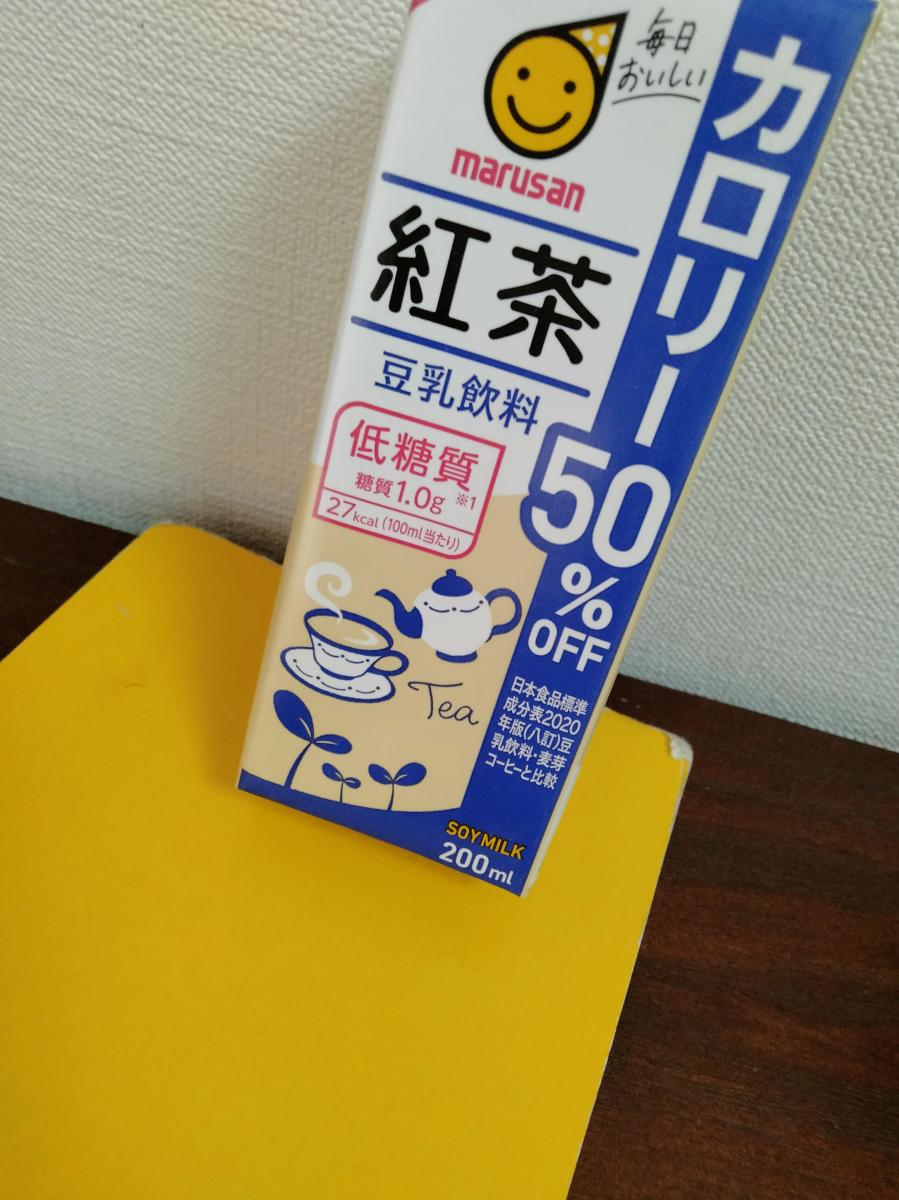 毎日
おいしい
marusan
カロリー
50
%
OFF
紅茶
豆乳飲料
低糖質
糖質1.0g ※1
27kcal (100ml当たり)
Tea
日本食品標準
成分表2020
年版(八訂)豆
乳飲料・麦芽
コーヒーと比較
SOYMILK
200ml